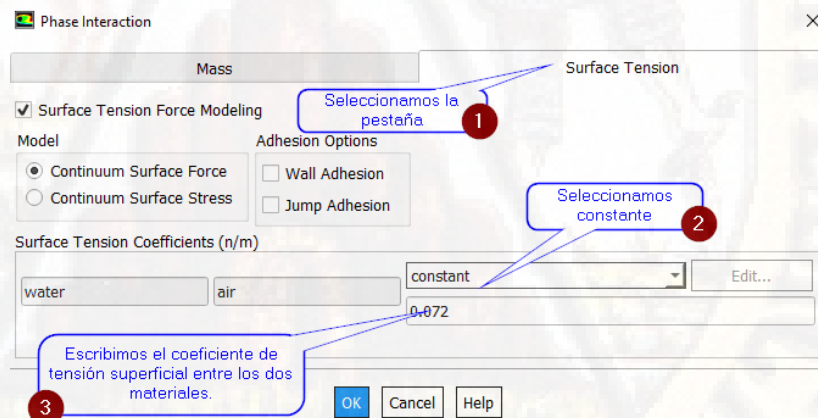 Phase Interaction
Mass
Surface Tension
Seleccionamos la
pestaña
1
Surface Tension Force Modeling
Model
Adhesion Options
Continuum Surface Force
Wall Adhesion
Continuum Surface Stress
Jump Adhesion
Seleccionamos
constante
2
Surface Tension Coefficients (n/m)
water
air
constant
Edit...
0.072
Escribimos el coeficiente de
tensión superficial entre los dos
materiales.
3
OK
Cancel
Help